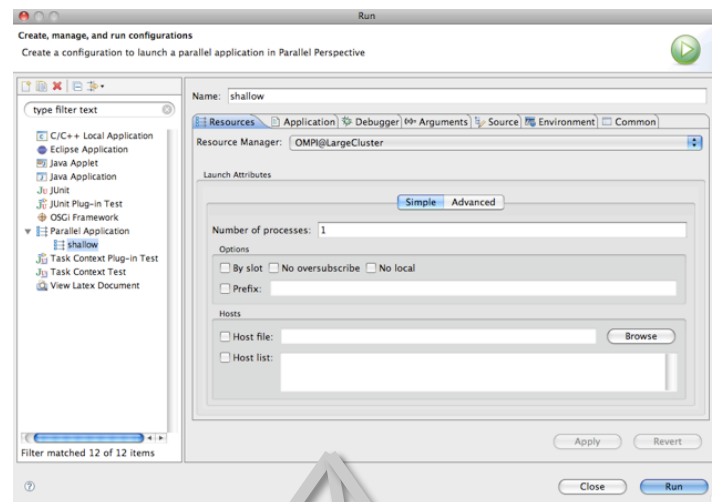 Run
Create, manage, and run configurations
Create a configuration to launch a parallel application in Parallel Perspective
type filter text
C/C++ Local Application
Eclipse Application
Java Applet
Java Application
JUnit
JUnit Plug-in Test
OSGi Framework
Parallel Application
shallow
Task Context Plug-in Test
Task Context Test
View Latex Document
Filter matched 12 of 12 items
Name: shallow
Resources Application Debugger Arguments Source Environment Common
Resource Manager: OMPI@LargeCluster
Launch Attributes
Simple Advanced
Number of processes: 1
Options
By slot No oversubscribe No local
Prefix:
Hosts
Host file: Browse
Host list:
Apply Revert
Close Run